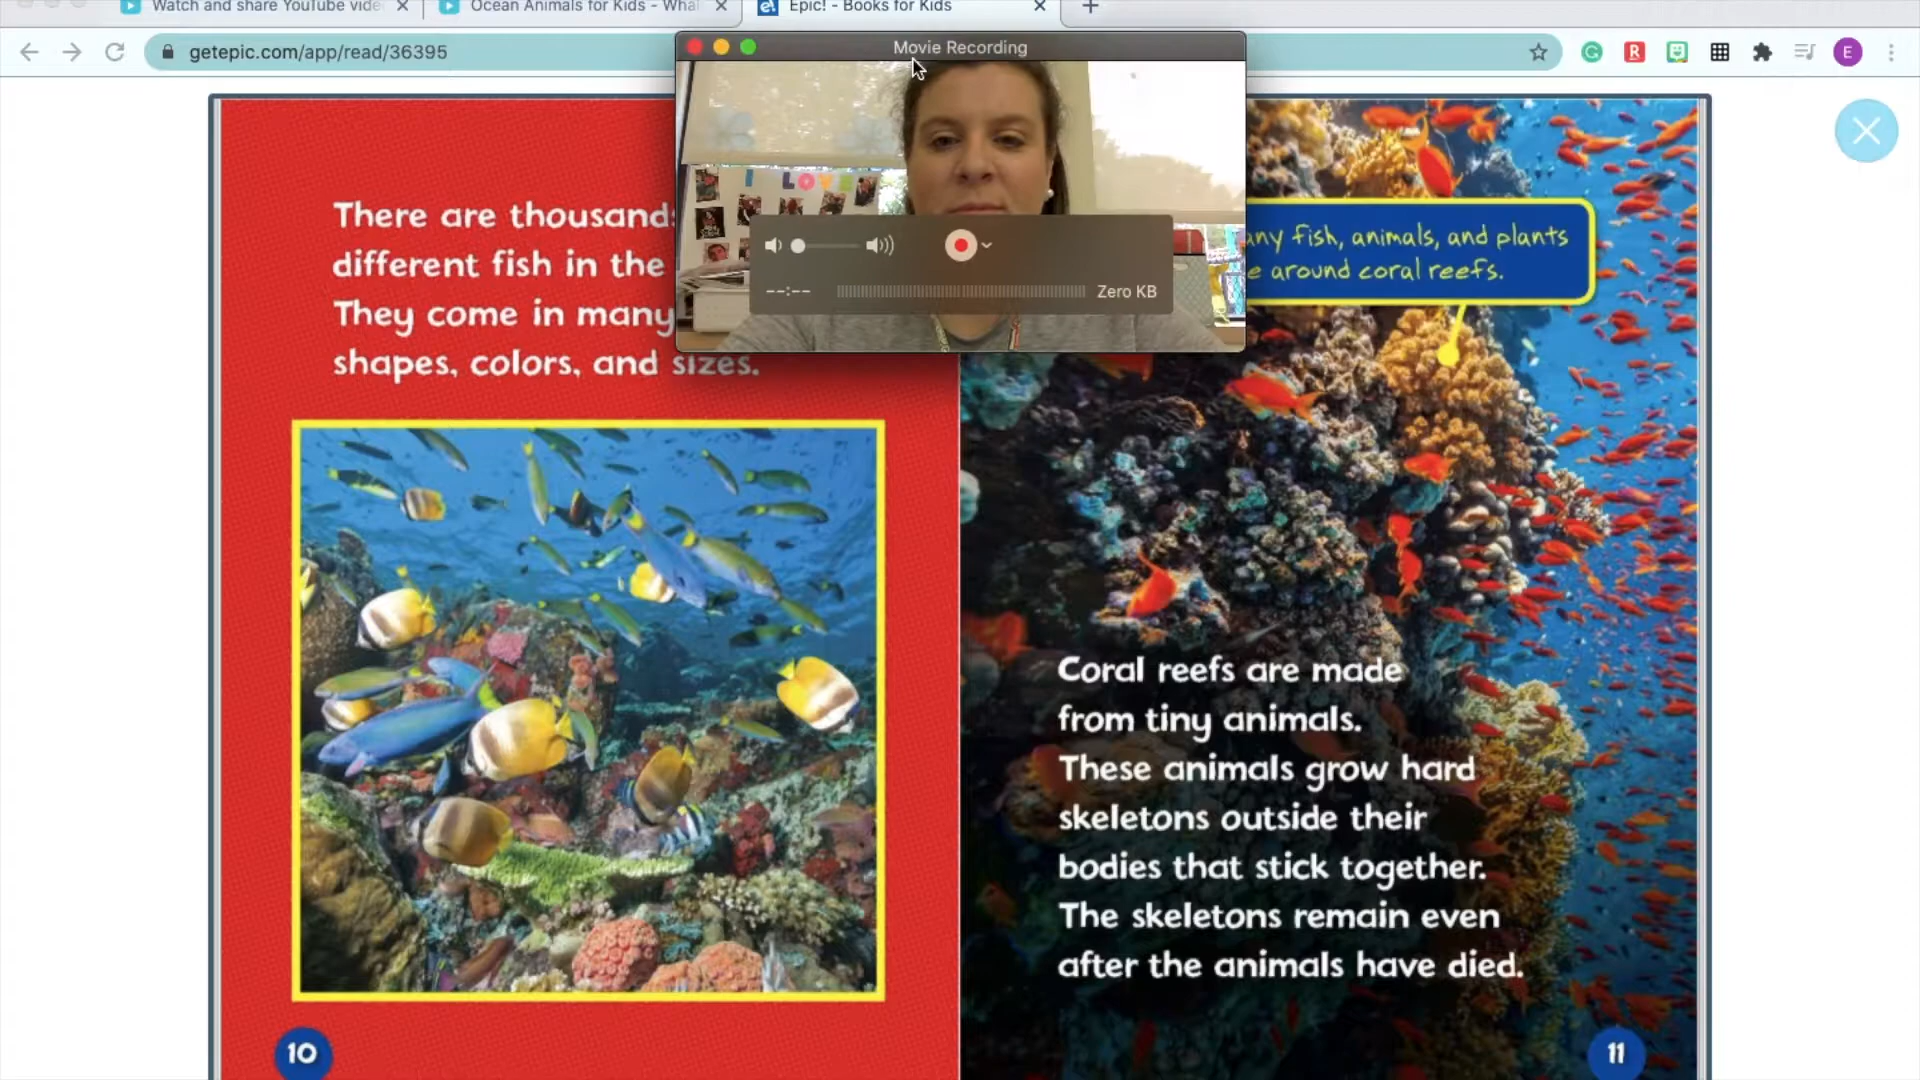 Watch and share YouTube vide
Ocean Animals for Kids - Wha
Epic! - Books for Kids
getepic.com/app/read/36395
E
Movie Recording
I LOVE
--:--
Zero KB
There are thousands
different fish in the
They come in many
shapes, colors, and sizes.
10
any fish, animals, and plants
e around coral reefs.
Coral reefs are made
from tiny animals.
These animals grow hard
skeletons outside their
bodies that stick together.
The skeletons remain even
after the animals have died.
11